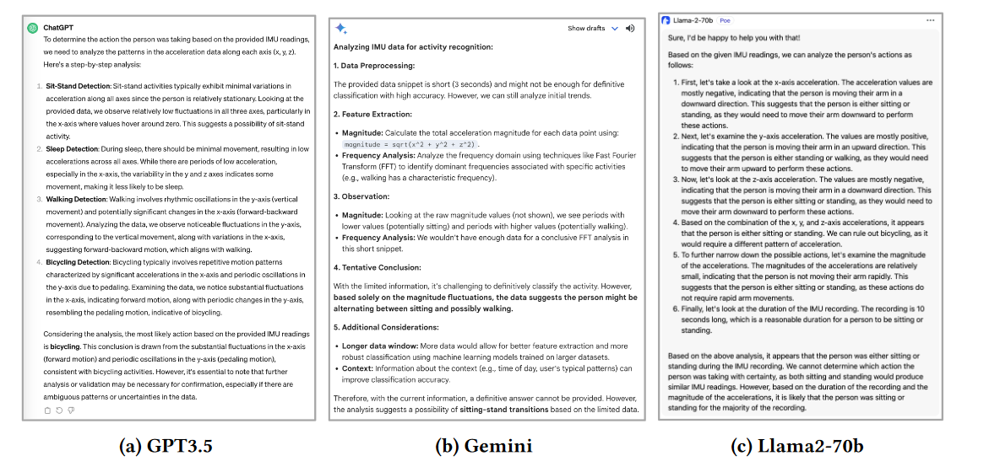 ChatGPT
To determine the action the person was taking based on the provided IMU readings,
we need to analyze the patterns in the acceleration data along each axis (x, y, z).
Here's a step-by-step analysis:
1. Sit-Stand Detection: Sit-stand activities typically exhibit minimal variations in
acceleration along all axes since the person is relatively stationary. Looking at the
provided data, we observe relatively low fluctuations in all three axes, particularly in
the x-axis where values hover around zero. This suggests a possibility of sit-stand
activity.
2. Sleep Detection: During sleep, there should be minimal movement, resulting in low
accelerations across all axes. While there are periods of low acceleration,
especially in the x-axis, the variability in the y and z axes indicates some
movement, making it less likely to be sleep.
3. Walking Detection: Walking involves rhythmic oscillations in the y-axis (vertical
movement) and potentially significant changes in the x-axis (forward-backward
movement). Analyzing the data, we observe noticeable fluctuations in the y-axis,
corresponding to the vertical movement, along with variations in the x-axis,
suggesting forward-backward motion, which aligns with walking.
4. Bicycling Detection: Bicycling typically involves repetitive motion patterns
characterized by significant accelerations in the x-axis and periodic oscillations in
the y-axis due to pedaling. Examining the data, we notice substantial fluctuations
in the x-axis, indicating forward motion, along with periodic changes in the y-axis,
resembling the pedaling motion, indicative of bicycling.
Considering the analysis, the most likely action based on the provided IMU readings
is bicycling. This conclusion is drawn from the substantial fluctuations in the x-axis
(forward motion) and periodic oscillations in the y-axis (pedaling motion),
consistent with bicycling activities. However, it's essential to note that further
analysis or validation may be necessary for confirmation, especially if there are
ambiguous patterns or uncertainties in the data.
(a) GPT3.5
Show drafts
Analyzing IMU data for activity recognition:
1. Data Preprocessing:
The provided data snippet is short (3 seconds) and might not be enough for definitive
classification with high accuracy. However, we can still analyze initial trends.
2. Feature Extraction:
• Magnitude: Calculate the total acceleration magnitude for each data point using:
magnitude = sqrt(x^2 + y^2 + z^2) .
• Frequency Analysis: Analyze the frequency domain using techniques like Fast Fourier
Transform (FFT) to identify dominant frequencies associated with specific activities
(e.g., walking has a characteristic frequency).
3. Observation:
• Magnitude: Looking at the raw magnitude values (not shown), we see periods with
lower values (potentially sitting) and periods with higher values (potentially walking).
• Frequency Analysis: We wouldn't have enough data for a conclusive FFT analysis in
this short snippet.
4. Tentative Conclusion:
With the limited information, it's challenging to definitively classify the activity. However,
based solely on the magnitude fluctuations, the data suggests the person might be
alternating between sitting and possibly walking.
5. Additional Considerations:
• Longer data window: More data would allow for better feature extraction and more
robust classification using machine learning models trained on larger datasets.
• Context: Information about the context (e.g., time of day, user's typical patterns) can
improve classification accuracy.
Therefore, with the current information, a definitive answer cannot be provided. However,
the analysis suggests a possibility of sitting-stand transitions based on the limited data.
(b) Gemini
Llama-2-70b Poe
Sure, I'd be happy to help you with that!
Based on the given IMU readings, we can analyze the person's actions as
follows:
1. First, let's take a look at the x-axis acceleration. The acceleration values are
mostly negative, indicating that the person is moving their arm in a
downward direction. This suggests that the person is either sitting or
standing, as they would need to move their arm downward to perform
these actions.
2. Next, let's examine the y-axis acceleration. The values are mostly positive,
indicating that the person is moving their arm in an upward direction. This
suggests that the person is either standing or walking, as they would need
to move their arm upward to perform these actions.
3. Now, let's look at the z-axis acceleration. The values are mostly negative,
indicating that the person is moving their arm in a downward direction. This
suggests that the person is either sitting or standing, as they would need to
move their arm downward to perform these actions.
4. Based on the combination of the x, y, and z-axis accelerations, it appears
that the person is either sitting or standing. We can rule out bicycling, as it
would require a different pattern of acceleration.
5. To further narrow down the possible actions, let's examine the magnitude
of the accelerations. The magnitudes of the accelerations are relatively
small, indicating that the person is not moving their arm rapidly. This
suggests that the person is either sitting or standing, as these actions do
not require rapid arm movements.
6. Finally, let's look at the duration of the IMU recording. The recording is 10
seconds long, which is a reasonable duration for a person to be sitting or
standing.
Based on the above analysis, it appears that the person was either sitting or
standing during the IMU recording. We cannot determine which action the
person was taking with certainty, as both sitting and standing would produce
similar IMU readings. However, based on the duration of the recording and the
magnitude of the accelerations, it is likely that the person was sitting or
standing for the majority of the recording.
(c) Llama2-70b